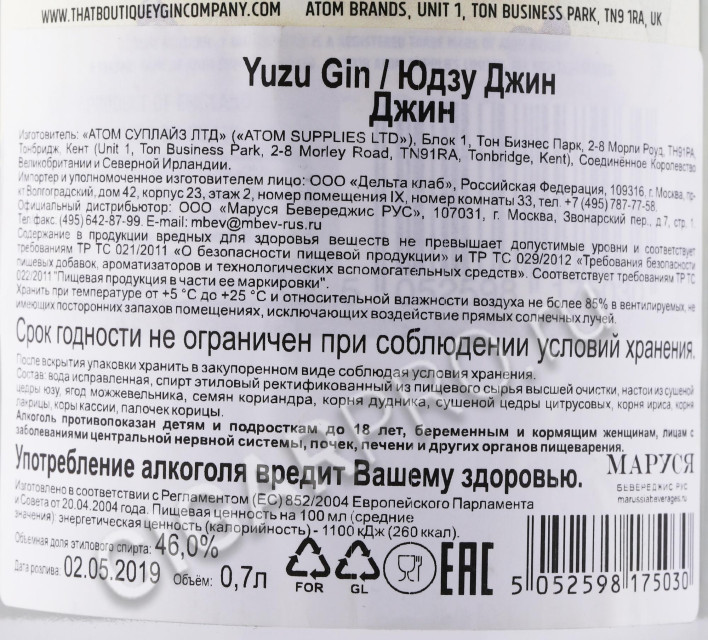 WWW.THATBOUTIQUEYGINCOMPANY.COM ATOM BRANDS, UNIT 1, TON BUSINESS PARK, TN9 1RA, UK
Yuzu Gin / Юдзу Джин
Джин
Изготовитель: «АТОМ СУПЛАЙЗ ЛТД» («ATOM SUPPLIES LTD»), Блок 1, Тон Бизнес Парк, 2-8 Морли Роуд, TH91RA,
Тонбридж, Кент (Unit 1, Ton Business Park, 2-8 Morley Road, TN91RA, Tonbridge, Kent), Соединённое Королевство
Великобритании и Северной Ирландии.
Импортер и уполномоченное изготовителем лицо: ООО «Дельта клаб», Российская Федерация, 109316, г. Москва, пр-
кт Волгоградский, дом 42, корпус 23, этаж 2, номер помещения IX, номер комнаты 33, тел. +7 (495) 787-77-58.
Официальный дистрибьютор: ООО «Маруся Бевереджис РУС», 107031, г. Москва, Звонарский пер., д.7, стр. 1.
Тел. факс. (495) 642-87-99. E-mail: mbev@mbev-rus.ru
Содержание в продукции вредных для здоровья веществ не превышает допустимые уровни и соответствует
требованиям ТР ТС 021/2011 «О безопасности пищевой продукции» и ТР ТС 029/2012 «Требования безопасности
пищевых добавок, ароматизаторов и технологических вспомогательных средств». Соответствует требованиям ТР ТС
022/2011 "Пищевая продукция в части ее маркировки".
Хранить при температуре от +5 °С до +25 °С и относительной влажности воздуха не более 85% в вентилируемых, не
имеющих посторонних запахов помещениях, исключающих воздействие прямых солнечных лучей.
Срок годности не ограничен при соблюдении условий хранения.
После вскрытия упаковки хранить в закупоренном виде соблюдая условия хранения.
Состав: вода исправленная, спирт этиловый ректификованный из пищевого сырья высшей очистки, настои из сушеной
цедры юзу, ягод можжевельника, семян кориандра, корня дудника, сушеной цедры цитрусовых, корня ириса, корня
лакрицы, коры кассии, палочек корицы.
Алкоголь противопоказан детям и подросткам до 18 лет, беременным и кормящим женщинам, лицам с
заболеваниями центральной нервной системы, почек, печени и других органов пищеварения.
Употребление алкоголя вредит Вашему здоровью.
МАРУСЯ
БЕВЕРЕДЖИС РУС
marussiabeverages.ru
Изготовлено в соответствии с Регламентом (ЕС) 852/2004 Европейского Парламента
и Совета от 20.04.2004 года. Пищевая ценность на 100 мл (средние
значения): энергетическая ценность (калорийность) - 1100 кДж (260 ккал).
Объемная доля этилового спирта: 46,0%
Дата розлива: 02.05.2019 Объём: 0,7л
FOR GL
EAC
5 052598 175030